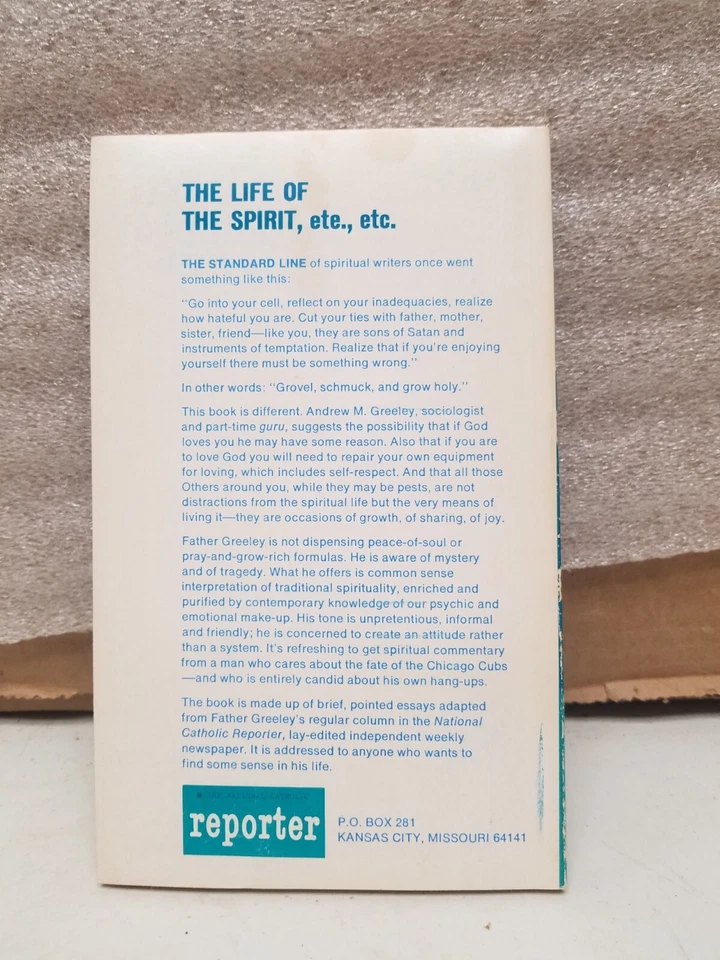 THE LIFE OF
THE SPIRIT, ete., etc.
THE STANDARD LINE of spiritual writers once went
something like this:
"Go into your cell, reflect on your inadequacies, realize
how hateful you are. Cut your ties with father, mother,
sister, friend—like you, they are sons of Satan and
instruments of temptation. Realize that if you're enjoying
yourself there must be something wrong."
In other words: "Grovel, schmuck, and grow holy."
This book is different. Andrew M. Greeley, sociologist
and part-time guru, suggests the possibility that if God
loves you he may have some reason. Also that if you are
to love God you will need to repair your own equipment
for loving, which includes self-respect. And that all those
Others around you, while they may be pests, are not
distractions from the spiritual life but the very means of
living it—they are occasions of growth, of sharing, of joy.
Father Greeley is not dispensing peace-of-soul or
pray-and-grow-rich formulas. He is aware of mystery
and of tragedy. What he offers is common sense
interpretation of traditional spirituality, enriched and
purified by contemporary knowledge of our psychic and
emotional make-up. His tone is unpretentious, informal
and friendly; he is concerned to create an attitude rather
than a system. It's refreshing to get spiritual commentary
from a man who cares about the fate of the Chicago Cubs
—and who is entirely candid about his own hang-ups.
The book is made up of brief, pointed essays adapted
from Father Greeley's regular column in the National
Catholic Reporter, lay-edited independent weekly
newspaper. It is addressed to anyone who wants to
find some sense in his life.
THE NATIONAL CATHOLIC
reporter
P.O. BOX 281
KANSAS CITY, MISSOURI 64141